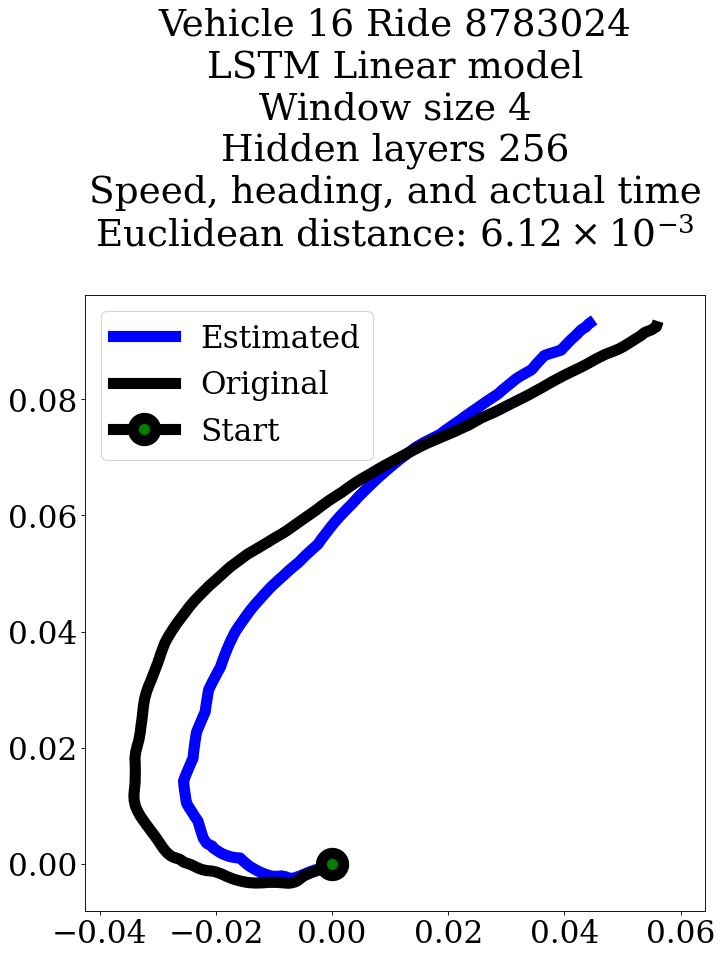 Vehicle 16 Ride 8783024
LSTM Linear model
Window size 4
Hidden layers 256
Speed, heading, and actual time
Euclidean distance: 6.12 × 10⁻³
Estimated
Original
Start
0.08
0.06
0.04
0.02
0.00
−0.04 −0.02 0.00 0.02 0.04 0.06